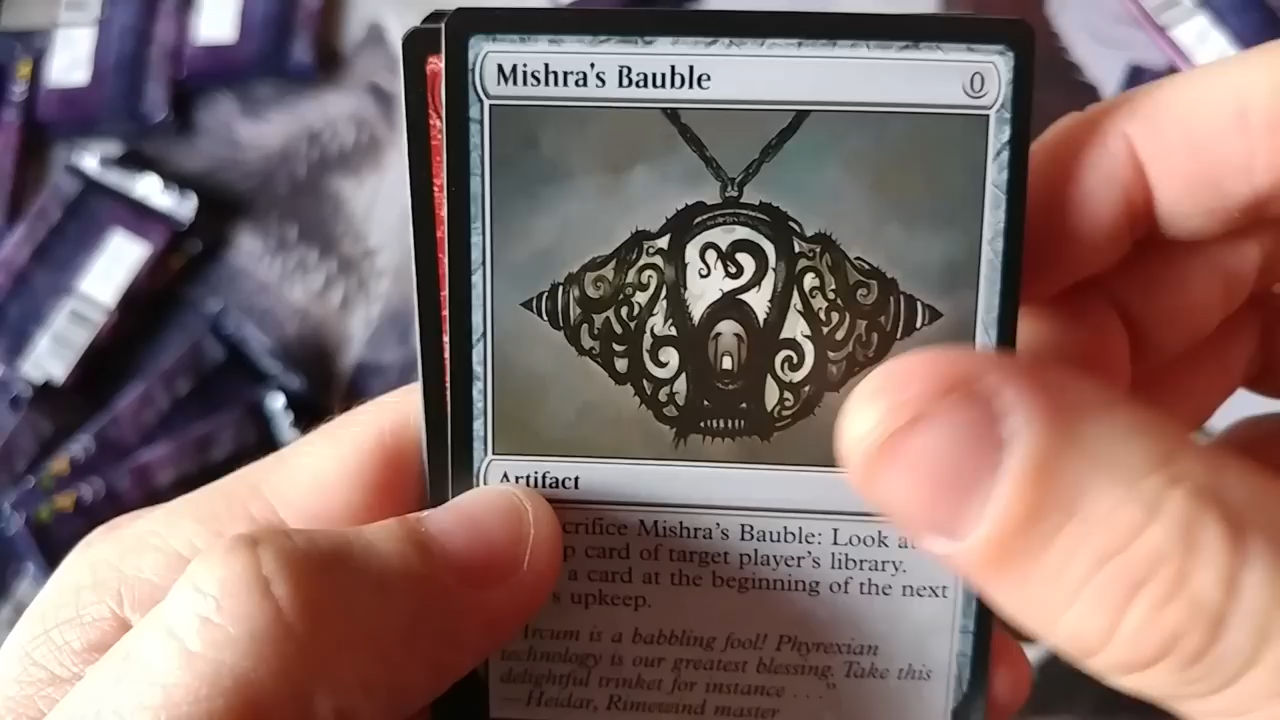 Mishra's Bauble 0
Artifact
crifice Mishra's Bauble: Look at
p card of target player's library.
a card at the beginning of the next
s upkeep.
Arcum is a babbling fool! Phyrexian
technology is our greatest blessing. Take this
delightful trinket for instance . . ."
—Heidar, Rimewind master